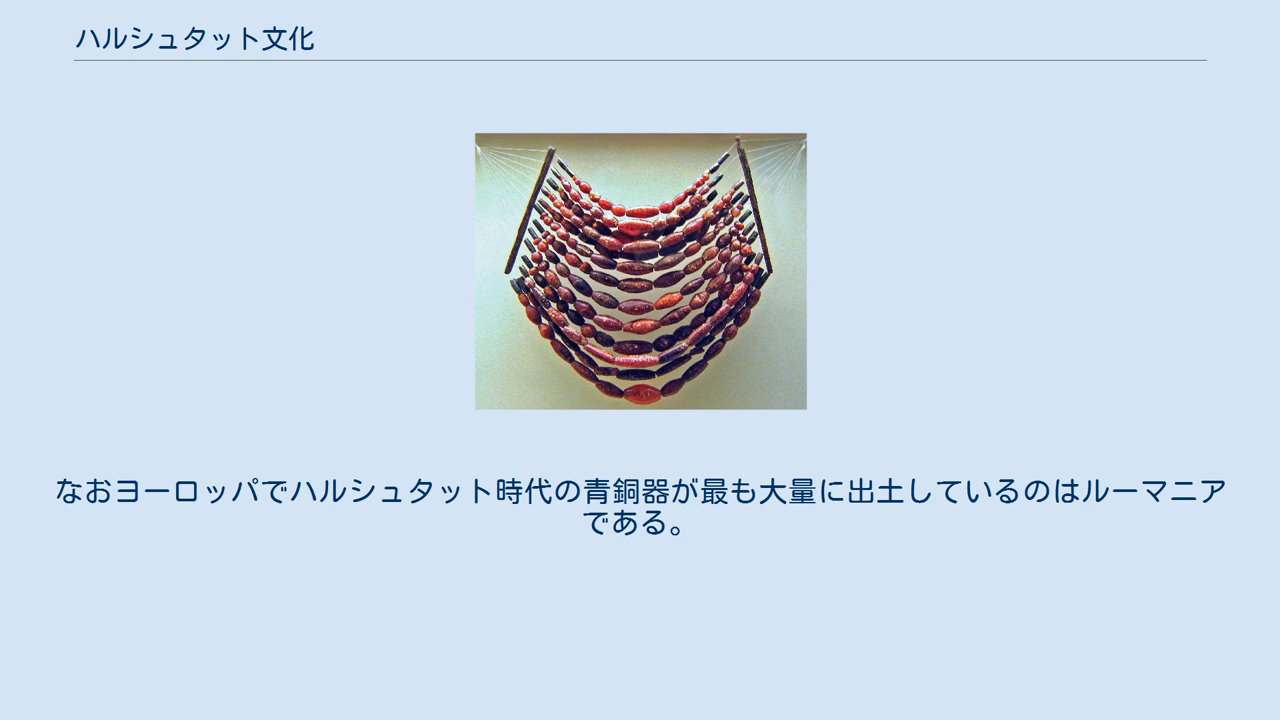 ハルシュタット文化
なおヨーロッパでハルシュタット時代の青銅器が最も大量に出土しているのはルーマニア
である。